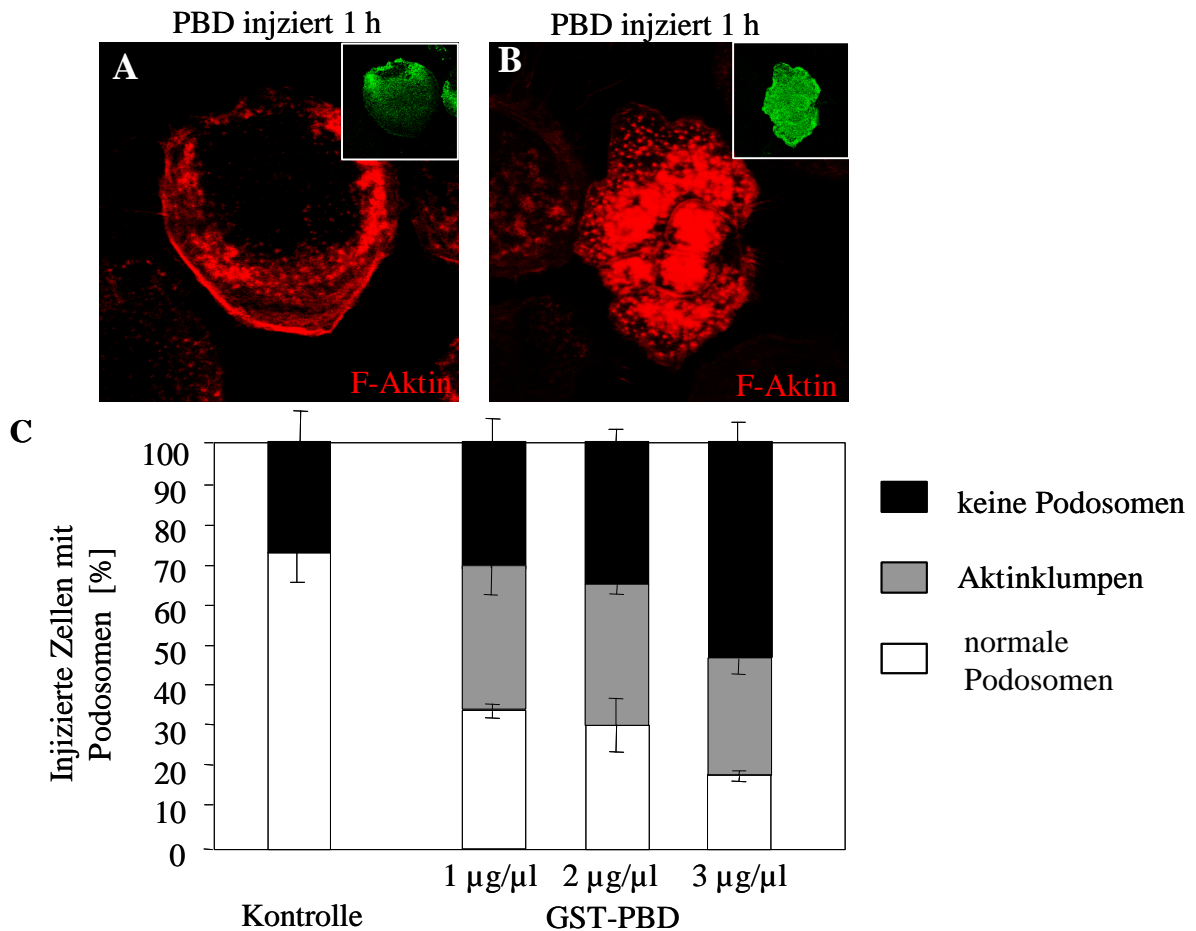 PBD injziert 1 h
PBD injziert 1 h
A
B
F-Aktin
F-Aktin
C
100
90
80
70
60
50
40
30
20
10
0
Injizierte Zellen mit
Podosomen [%]
keine Podosomen
Aktinklumpen
normale
Podosomen
1 µg/µl 2 µg/µl 3 µg/µl
Kontrolle GST-PBD